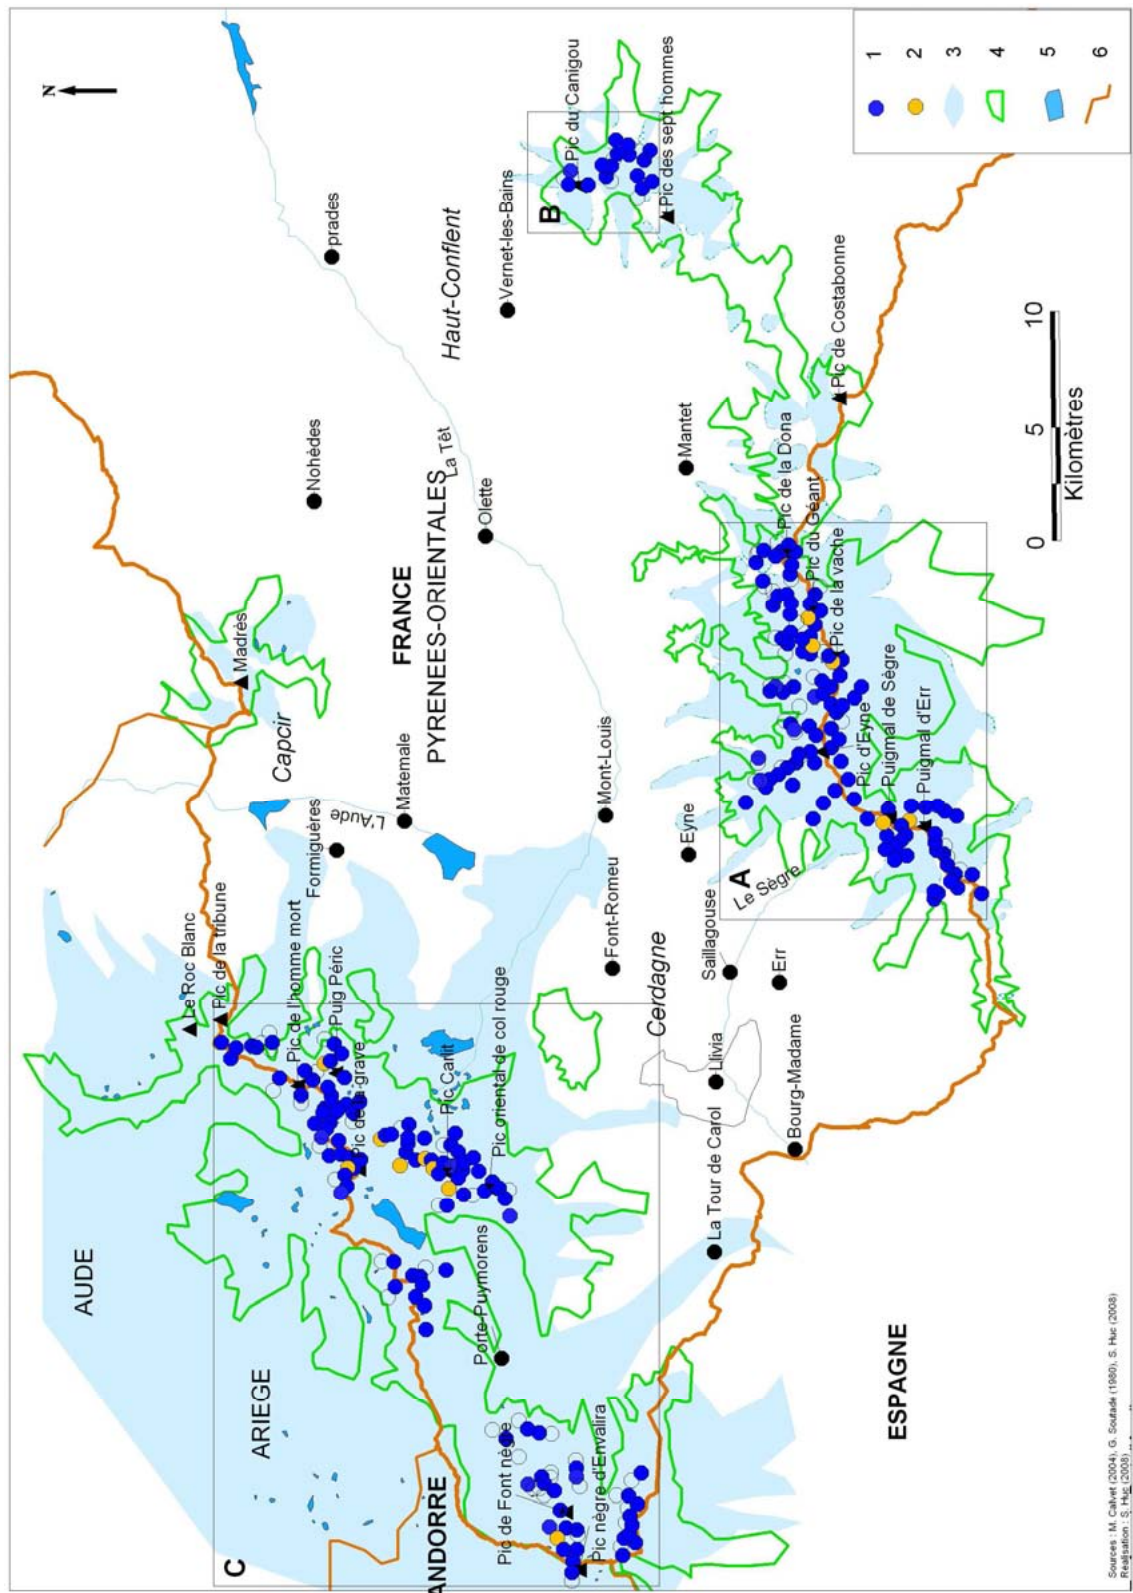 N
AUDE
ARIEGE
ANDORRE
FRANCE
PYRENEES-ORIENTALES
ESPAGNE
Capcir
Haut-Conflent
Cerdagne
A
B
C
Le Roc Blanc
Pic de la tribune
Madrès
Nohèdes
prades
Formiguères
L'Aude
Matemale
Pic de l'homme mort
Puig Péric
Pic de la grave
Pic Carlit
Pic oriental de col rouge
Porte-Puymorens
Pic de Font nègre
Pic nègre d'Envalira
La Têt
Olette
Vernet-les-Bains
Pic du Canigou
Pic des sept hommes
Mont-Louis
Font-Romeu
Eyne
Mantet
Saillagouse
Le Sègre
Err
Llivia
La Tour de Carol
Bourg-Madame
Pic de la Dona
Pic du Géant
Pic de la vache
Pic d'Eyne
Puigmal de Sègre
Puigmal d'Err
Pic de Costabonne
0 5 10
Kilomètres
1
2
3
4
5
6
Sources : M. Calvet (2004), G. Soutadé (1980), S. Huc (2008)
Réalisation : S. Huc (2008)